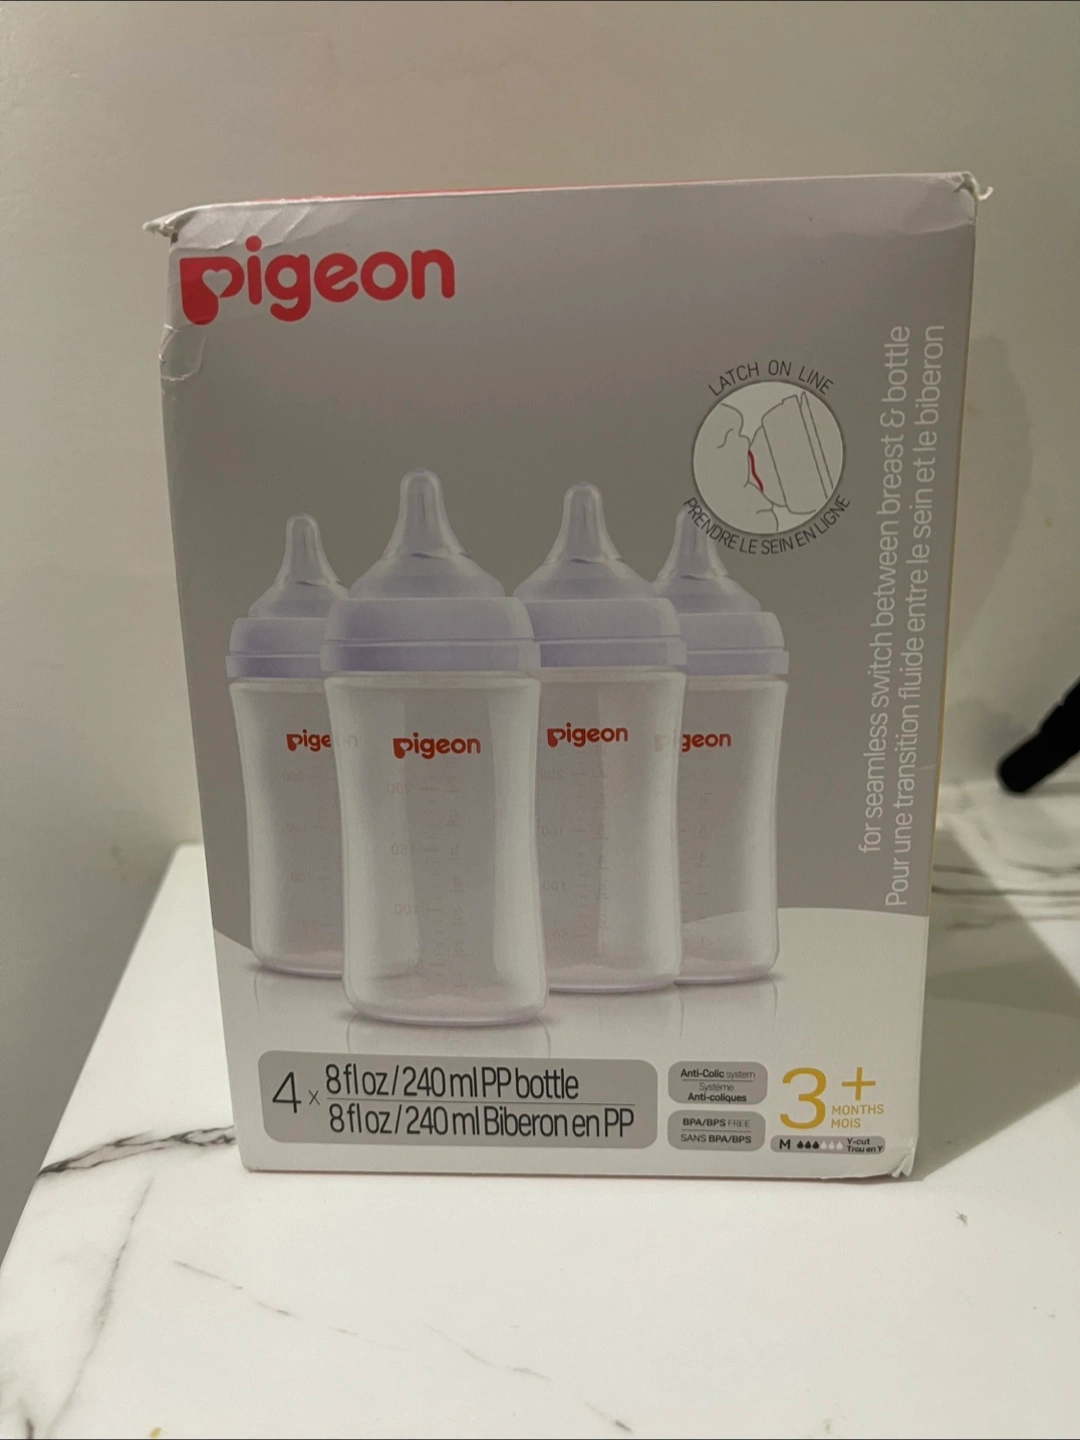 pigeon
LATCH ON LINE
PRENDRE LE SEIN EN LIGNE
for seamless switch between breast & bottle
Pour une transition fluide entre le sein et le biberon
pigeon
pigeon
4 x 8 fl oz / 240 ml PP bottle
8 fl oz / 240 ml Biberon en PP
Anti-Colic system
Système
Anti-coliques
BPA/BPS FREE
SANS BPA/BPS
3+
MONTHS
MOIS
M
Y-cut
Trou en Y